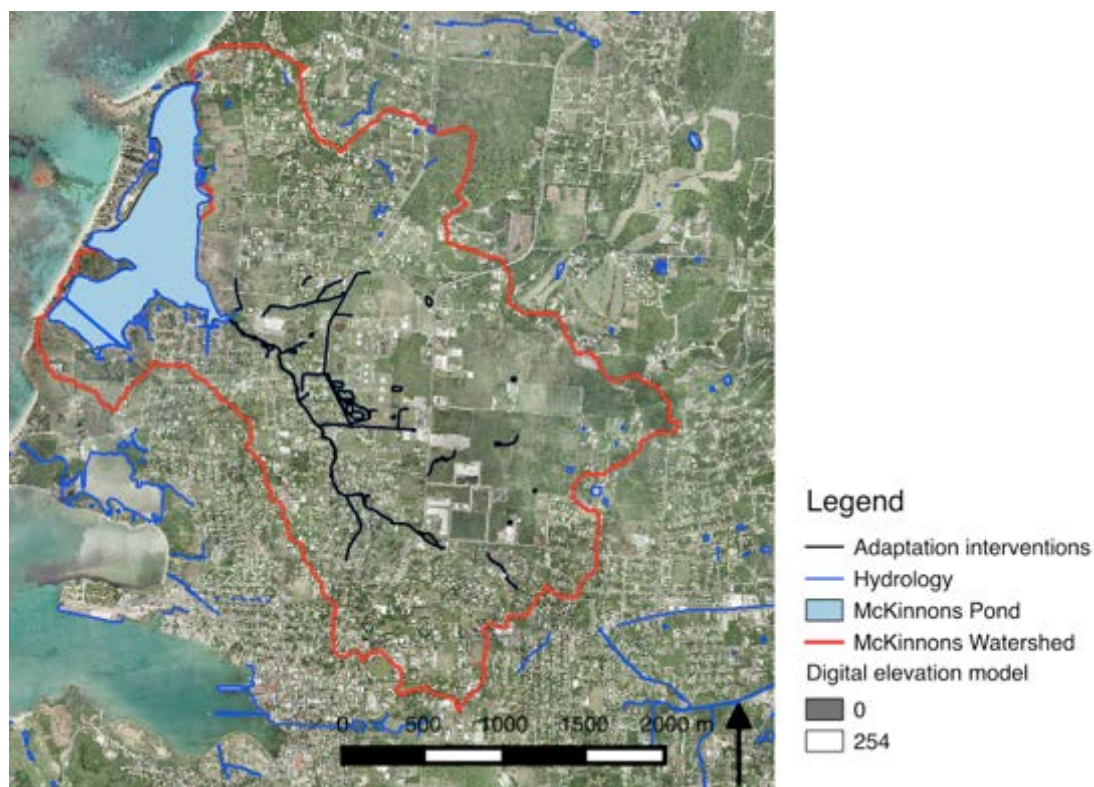 0 500 1000 1500 2000 m
Legend
Adaptation interventions
Hydrology
McKinnons Pond
McKinnons Watershed
Digital elevation model
0
254